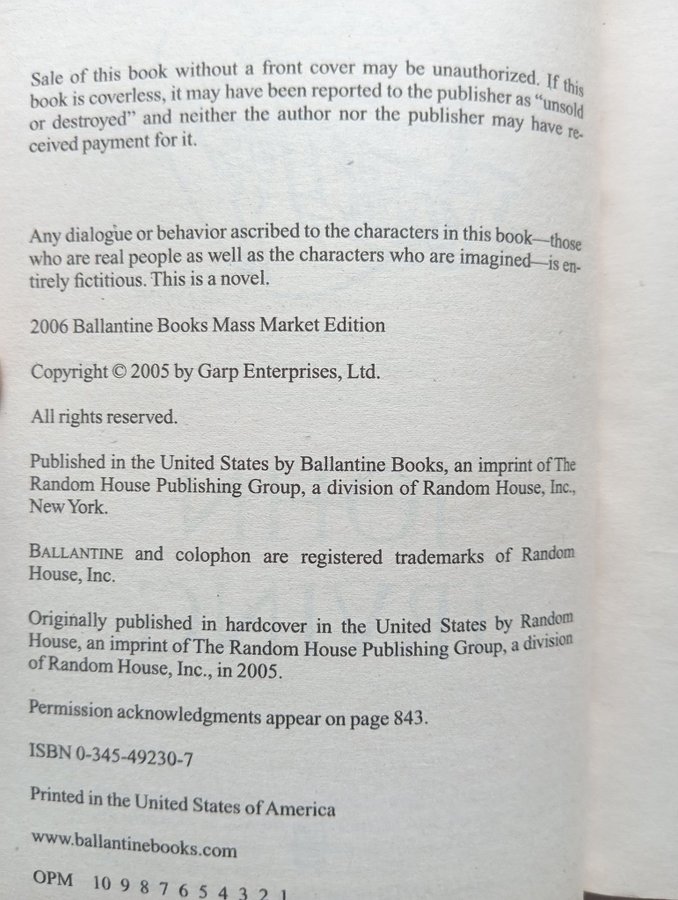 Sale of this book without a front cover may be unauthorized. If this
book is coverless, it may have been reported to the publisher as “unsold
or destroyed” and neither the author nor the publisher may have re-
ceived payment for it.
Any dialogue or behavior ascribed to the characters in this book—those
who are real people as well as the characters who are imagined—is en-
tirely fictitious. This is a novel.
2006 Ballantine Books Mass Market Edition
Copyright © 2005 by Garp Enterprises, Ltd.
All rights reserved.
Published in the United States by Ballantine Books, an imprint of The
Random House Publishing Group, a division of Random House, Inc.,
New York.
BALLANTINE and colophon are registered trademarks of Random
House, Inc.
Originally published in hardcover in the United States by Random
House, an imprint of The Random House Publishing Group, a division
of Random House, Inc., in 2005.
Permission acknowledgments appear on page 843.
ISBN 0-345-49230-7
Printed in the United States of America
www.ballantinebooks.com
OPM 10 9 8 7 6 5 4 3 2 1